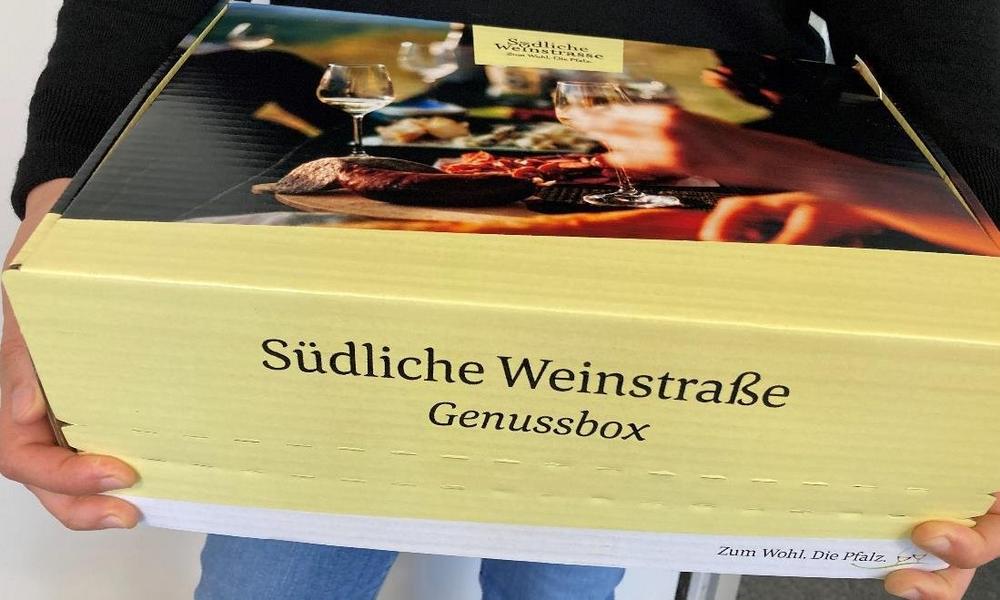 Südliche
Weinstrasse
Zum Wohl. Die Pfalz.
Südliche Weinstraße
Genussbox
Zum Wohl. Die Pfalz.